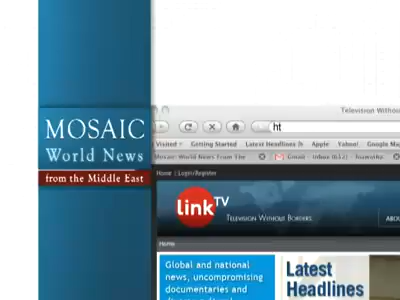 MOSAIC
World News
from the Middle East
Television Witho
ht
Visited
Getting Started
Latest Headlines
Apple
Yahoo!
Google Ma
Mosaic: World News From The
Gmail - Inbox
Home :: Login/Register
link TV
TELEVISION WITHOUT BORDERS
ABO
Home
Global and national
news, uncompromising
documentaries and
Latest
Headlines